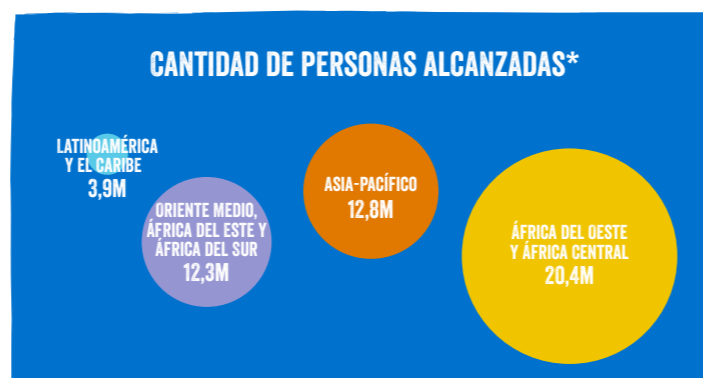 CANTIDAD DE PERSONAS ALCANZADAS*
LATINOAMÉRICA
Y EL CARIBE
3,9M
ORIENTE MEDIO,
ÁFRICA DEL ESTE Y
ÁFRICA DEL SUR
12,3M
ASIA-PACÍFICO
12,8M
ÁFRICA DEL OESTE
Y ÁFRICA CENTRAL
20,4M